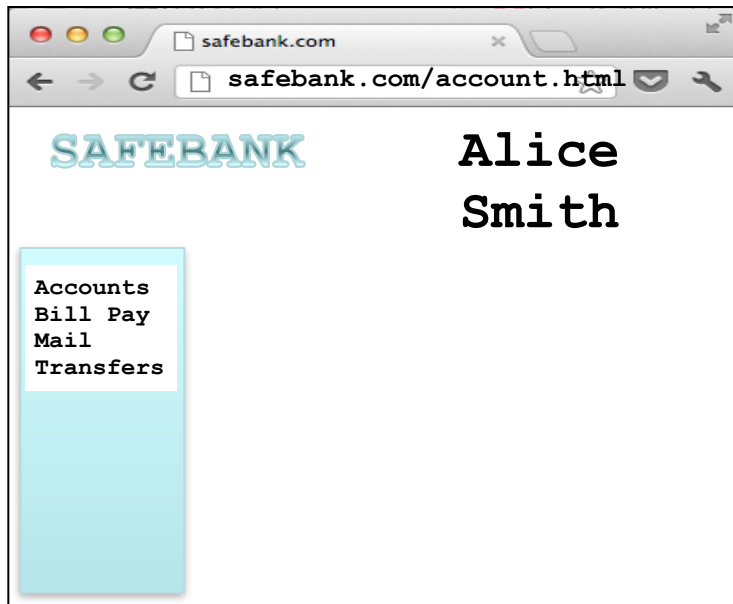 safebank.com
safebank.com/account.html
SAFEBANK
Alice
Smith
Accounts
Bill Pay
Mail
Transfers